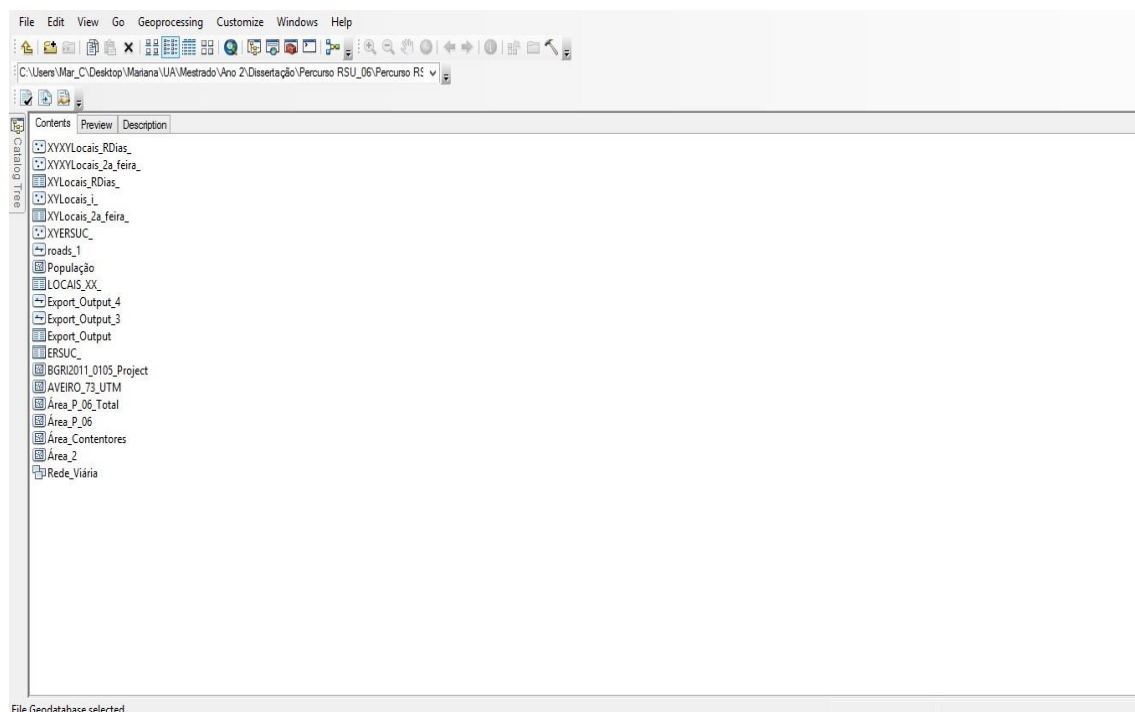 File Edit View Go Geoprocessing Customize Windows Help
C:\Users\Mar_C\Desktop\Mariana\UA\Mestrado\Ano 2\Dissertação\Percurso RSU_06\Percurso RS
Contents Preview Description
Catalog Tree
XYXYLocais_RDias_
XYXYLocais_2a_feira_
XYLocais_RDias_
XYLocais_i_
XYLocais_2a_feira_
XYERSUC_
roads_1
População
LOCAIS_XX_
Export_Output_4
Export_Output_3
Export_Output
ERSUC_
BGRI2011_0105_Project
AVEIRO_73_UTM
Área_P_06_Total
Área_P_06
Área_Contentores
Área_2
Rede_Viária
File Geodatabase selected